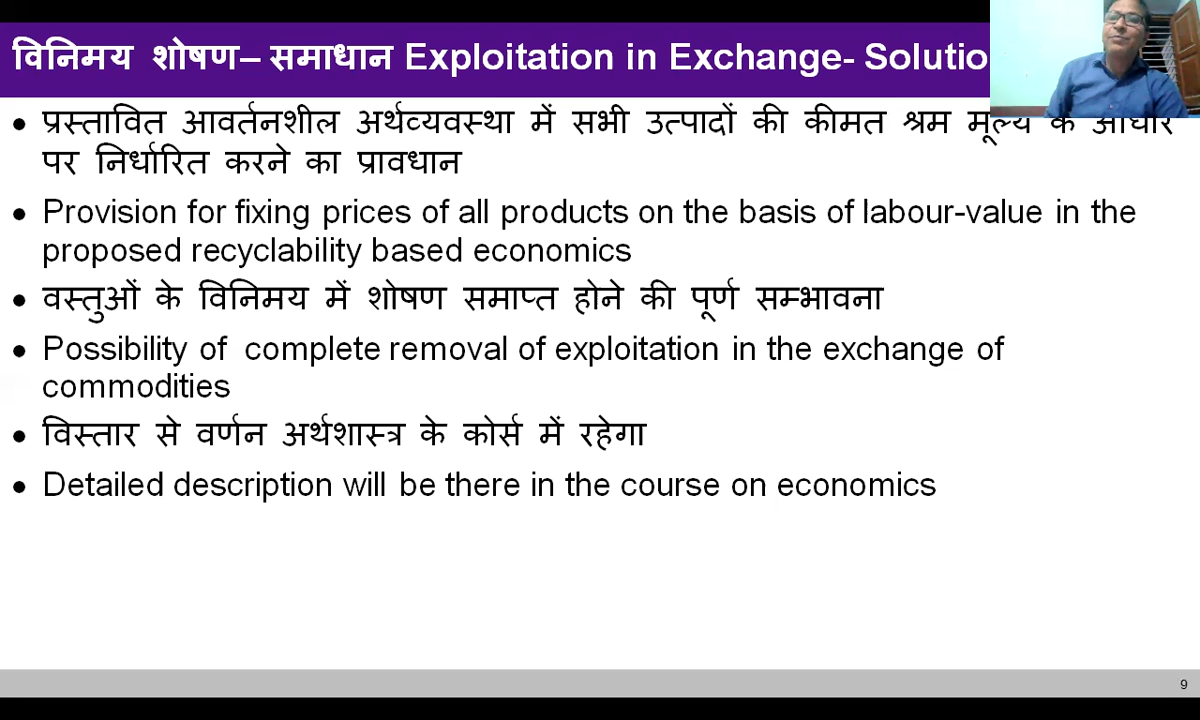 विनिमय शोषण– समाधान Exploitation in Exchange- Solutio
• प्रस्तावित आवर्तनशील अर्थव्यवस्था में सभी उत्पादों की कीमत श्रम मूल्य के आधार
पर निर्धारित करने का प्रावधान
• Provision for fixing prices of all products on the basis of labour-value in the
proposed recyclability based economics
• वस्तुओं के विनिमय में शोषण समाप्त होने की पूर्ण सम्भावना
• Possibility of complete removal of exploitation in the exchange of
commodities
• विस्तार से वर्णन अर्थशास्त्र के कोर्स में रहेगा
• Detailed description will be there in the course on economics
9